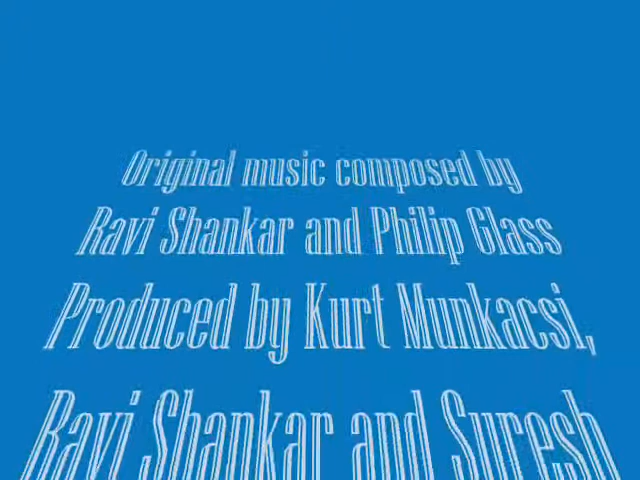 Original music composed by
Ravi Shankar and Philip Glass
Produced by Kurt Munkacsi,
Ravi Shankar and Suresh